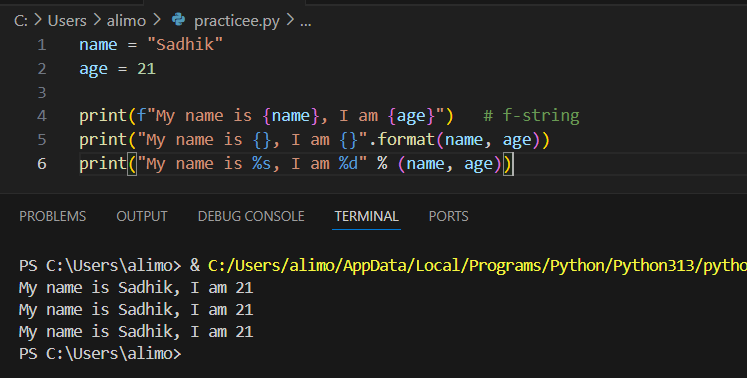 C: > Users > alimo > practicee.py > ...
1 name = "Sadhik"
2 age = 21
3
4 print(f"My name is {name}, I am {age}")   # f-string
5 print("My name is {}, I am {}".format(name, age))
6 print("My name is %s, I am %d" % (name, age))
PROBLEMS OUTPUT DEBUG CONSOLE TERMINAL PORTS
PS C:\Users\alimo> & C:/Users/alimo/AppData/Local/Programs/Python/Python313/pytho
My name is Sadhik, I am 21
My name is Sadhik, I am 21
My name is Sadhik, I am 21
PS C:\Users\alimo>